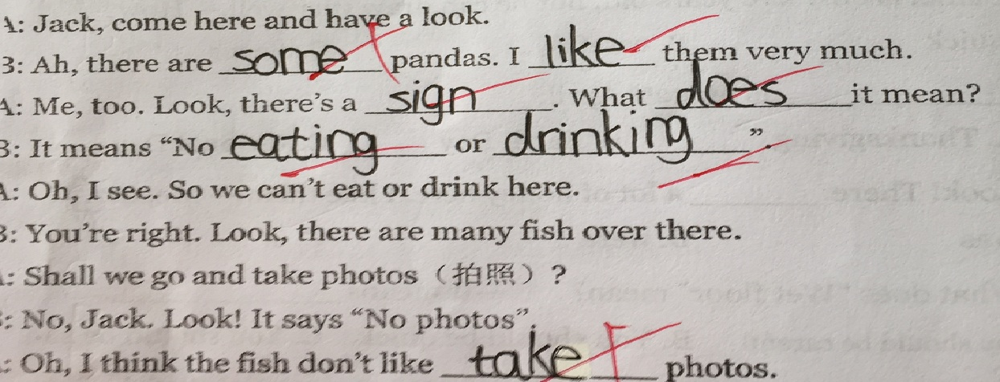 A: Jack, come here and have a look.
B: Ah, there are some pandas. I like them very much.
A: Me, too. Look, there's a sign. What does it mean?
B: It means “No eating or drinking”.
A: Oh, I see. So we can't eat or drink here.
B: You're right. Look, there are many fish over there.
: Shall we go and take photos（拍照）?
: No, Jack. Look! It says “No photos”.
: Oh, I think the fish don't like take photos.